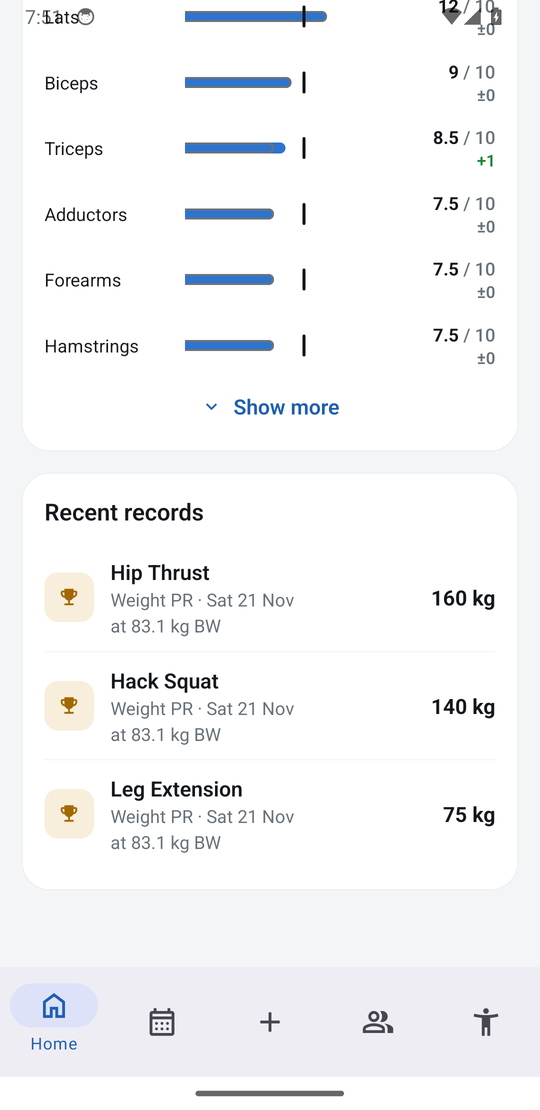 Lats
12 / 10
±0
Biceps
9 / 10
±0
Triceps
8.5 / 10
+1
Adductors
7.5 / 10
±0
Forearms
7.5 / 10
±0
Hamstrings
7.5 / 10
±0
Show more
Recent records
Hip Thrust
Weight PR · Sat 21 Nov
at 83.1 kg BW
160 kg
Hack Squat
Weight PR · Sat 21 Nov
at 83.1 kg BW
140 kg
Leg Extension
Weight PR · Sat 21 Nov
at 83.1 kg BW
75 kg
Home